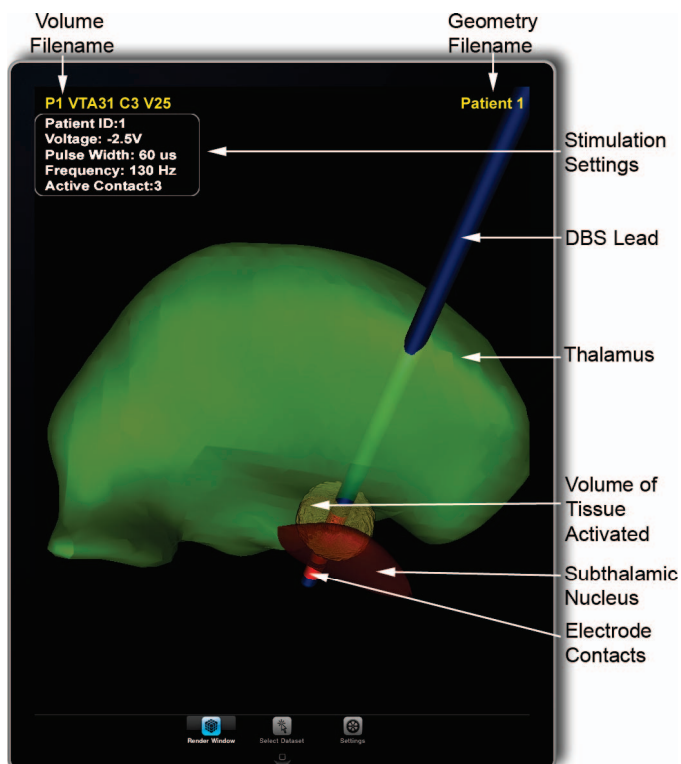 Volume
Filename
Geometry
Filename
P1 VTA31 C3 V25
Patient 1
Patient ID:1
Voltage: -2.5V
Pulse Width: 60 us
Frequency: 130 Hz
Active Contact:3
Stimulation
Settings
DBS Lead
Thalamus
Volume of
Tissue
Activated
Subthalamic
Nucleus
Electrode
Contacts
Render Window
Select Dataset
Settings